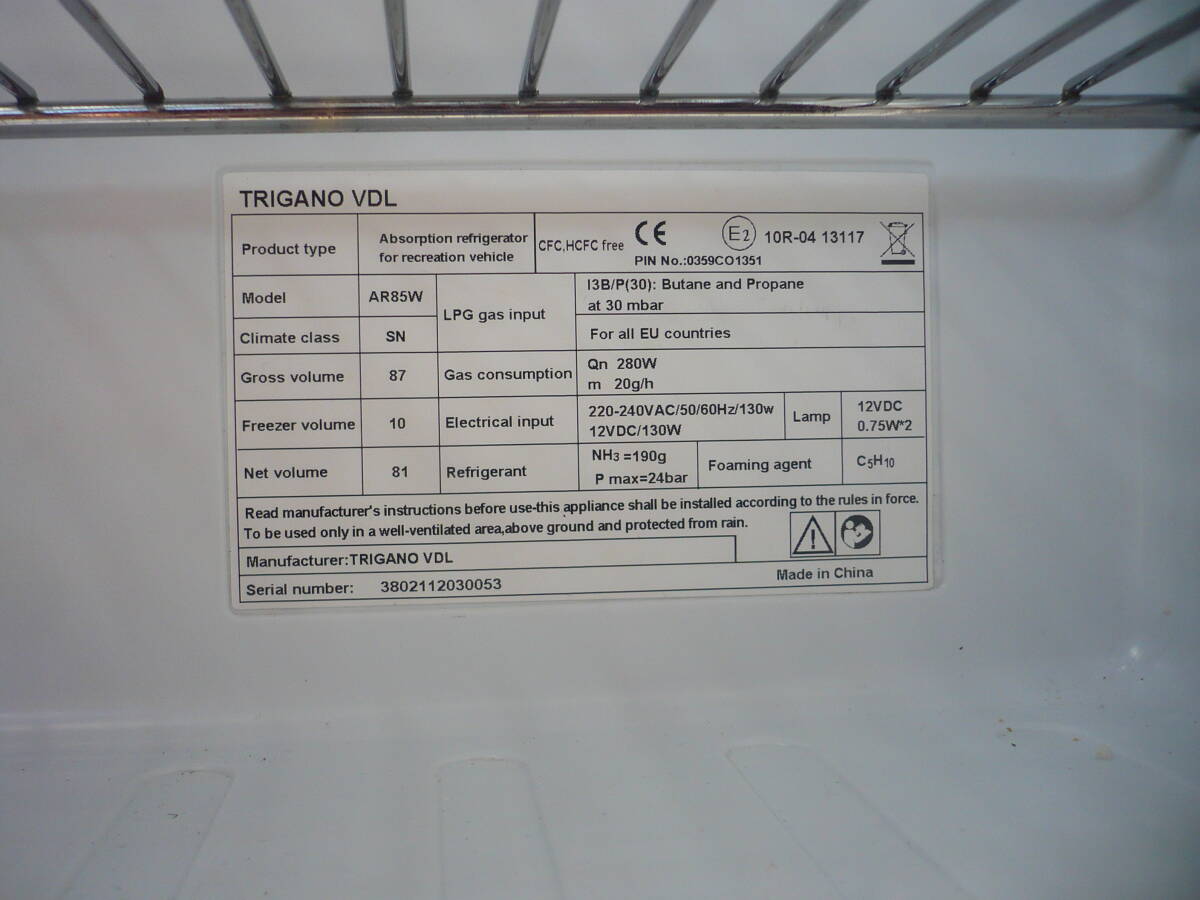 TRIGANO VDL
Product type
Absorption refrigerator
for recreation vehicle
CFC,HCFC free
CE
PIN No.:0359CO1351
E2
10R-04 13117
Model
AR85W
LPG gas input
I3B/P(30): Butane and Propane
at 30 mbar
Climate class
SN
For all EU countries
Gross volume
87
Gas consumption
Qn 280W
m 20g/h
Freezer volume
10
Electrical input
220-240VAC/50/60Hz/130w
12VDC/130W
Lamp
12VDC
0.75W*2
Net volume
81
Refrigerant
NH3 =190g
P max=24bar
Foaming agent
C5H10
Read manufacturer's instructions before use-this appliance shall be installed according to the rules in force.
To be used only in a well-ventilated area,above ground and protected from rain.
Manufacturer:TRIGANO VDL
Serial number: 3802112030053
Made in China